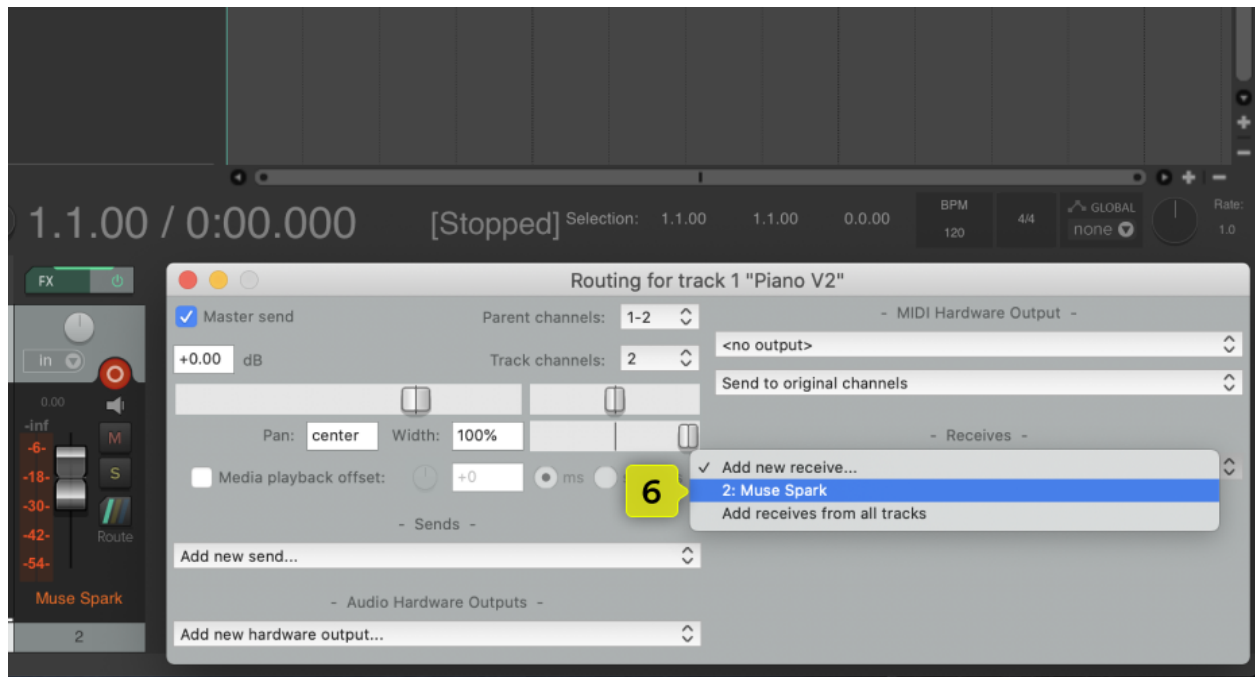 1.1.00 / 0:00.000 [Stopped] Selection: 1.1.00 1.1.00 0.0.00
BPM
120
4/4
GLOBAL
none
Rate:
1.0
FX
in
0.00
-inf
-6-
-18-
-30-
-42-
-54-
M
S
Route
Muse Spark
2
Routing for track 1 "Piano V2"
Master send
Parent channels: 1-2
+0.00 dB
Track channels: 2
Pan: center Width: 100%
Media playback offset: +0 ms
- Sends -
Add new send...
- Audio Hardware Outputs -
Add new hardware output...
- MIDI Hardware Output -
<no output>
Send to original channels
- Receives -
✓ Add new receive...
6
2: Muse Spark
Add receives from all tracks